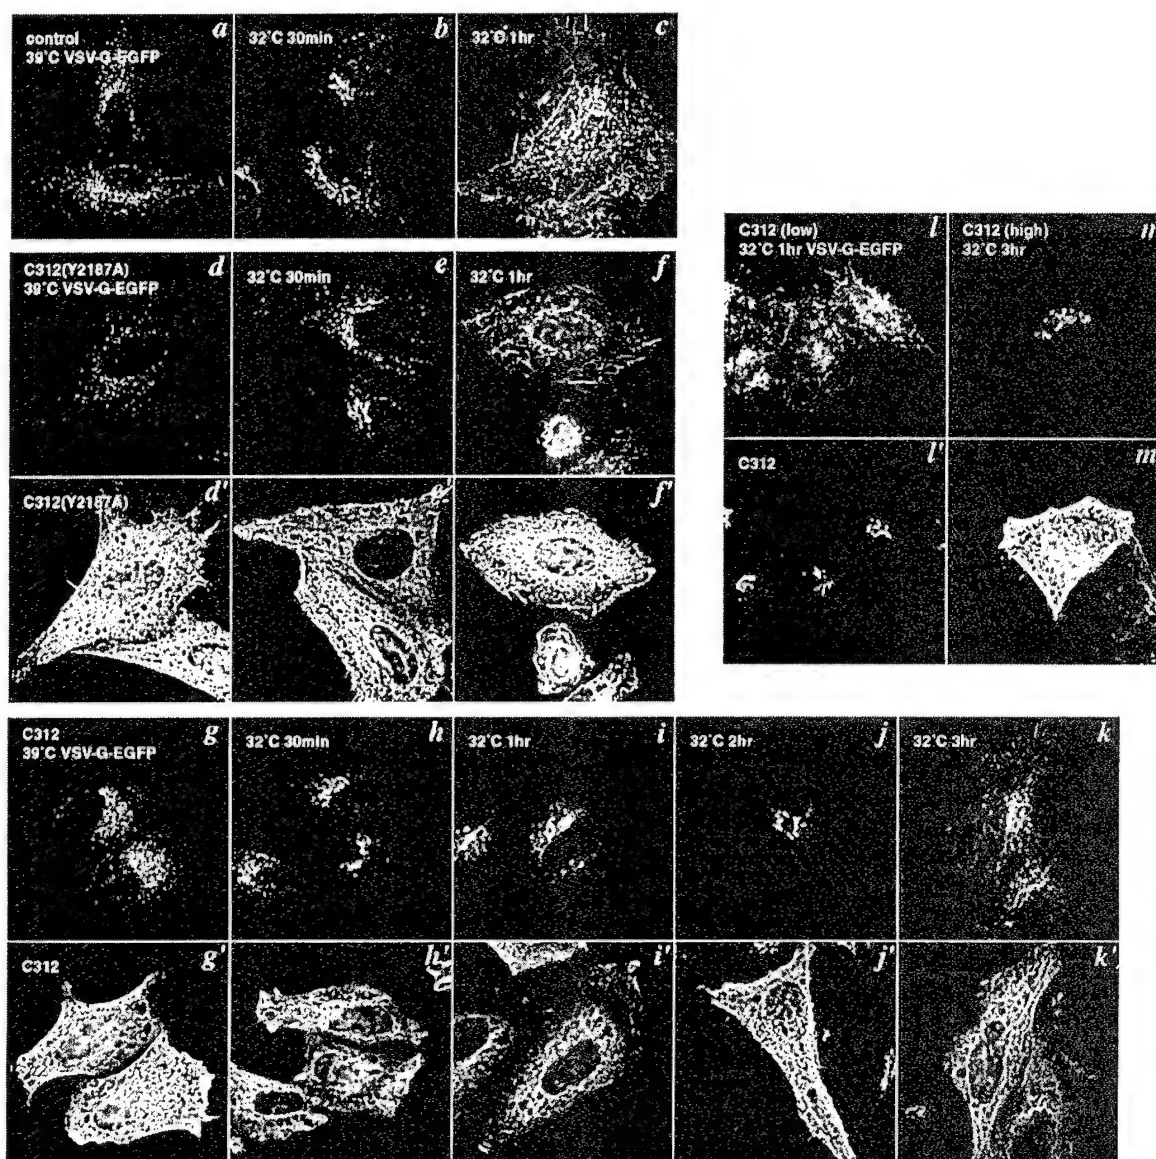 control
39°C VSV-G-EGFP
a
32°C 30min
b
32°C 1hr
c
C312(Y2187A)
39°C VSV-G-EGFP
d
32°C 30min
e
32°C 1hr
f
C312(Y2187A)
d'
e'
f'
C312 (low)
32°C 1hr VSV-G-EGFP
l
C312 (high)
32°C 3hr
C312
l'
C312
39°C VSV-G-EGFP
g
32°C 30min
h
32°C 1hr
i
32°C 2hr
j
32°C 3hr
k
C312
g'
h'
i'
j'
k'